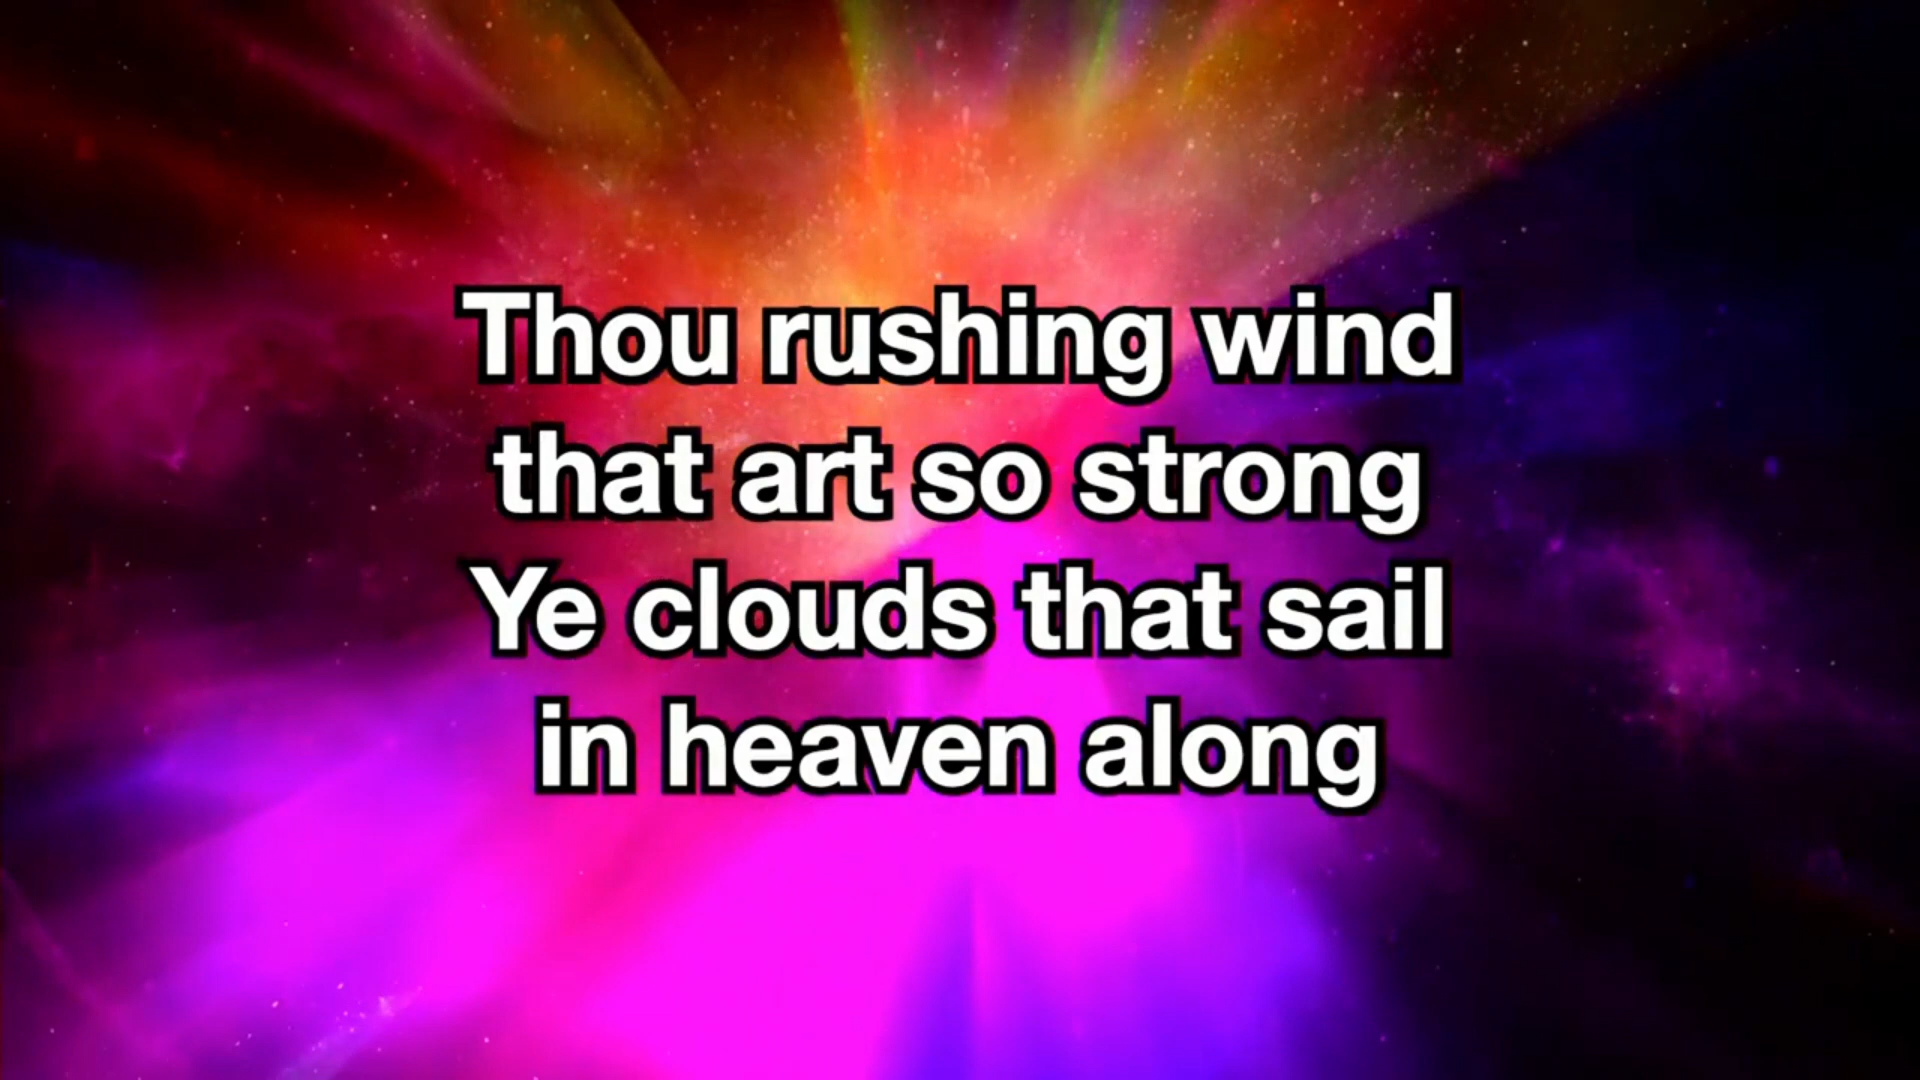 Thou rushing wind
that art so strong
Ye clouds that sail
in heaven along